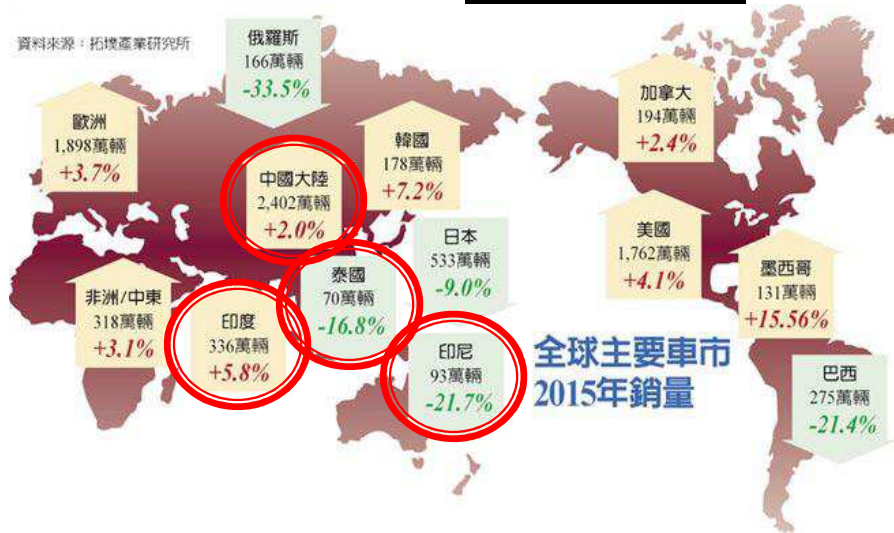 資料來源：拓墣產業研究所
俄羅斯
166萬輛
-33.5%
歐洲
1,898萬輛
+3.7%
韓國
178萬輛
+7.2%
中國大陸
2,402萬輛
+2.0%
加拿大
194萬輛
+2.4%
美國
1,762萬輛
+4.1%
日本
533萬輛
-9.0%
墨西哥
131萬輛
+15.56%
非洲/中東
318萬輛
+3.1%
印度
336萬輛
+5.8%
泰國
70萬輛
-16.8%
印尼
93萬輛
-21.7%
全球主要車市
2015年銷量
巴西
275萬輛
-21.4%